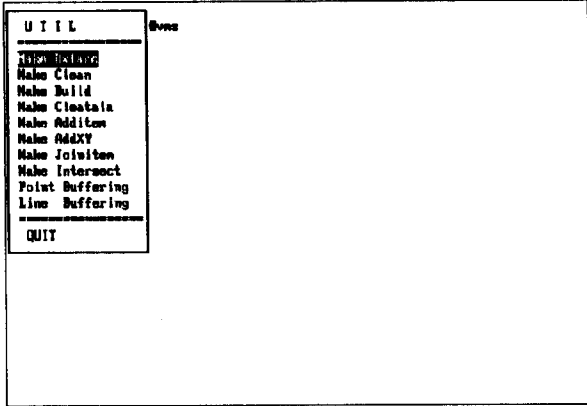 U T I L
Make Clean
Make Build
Make Additem
Make AddXY
Make Joinitem
Make Intersect
Point Buffering
Line Buffering
QUIT